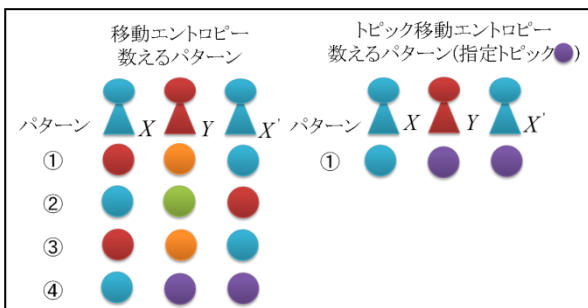 移動エントロピー
数えるパターン
パターン X Y X'
①
②
③
④
トピック移動エントロピー
数えるパターン(指定トピック )
パターン X Y X'
①